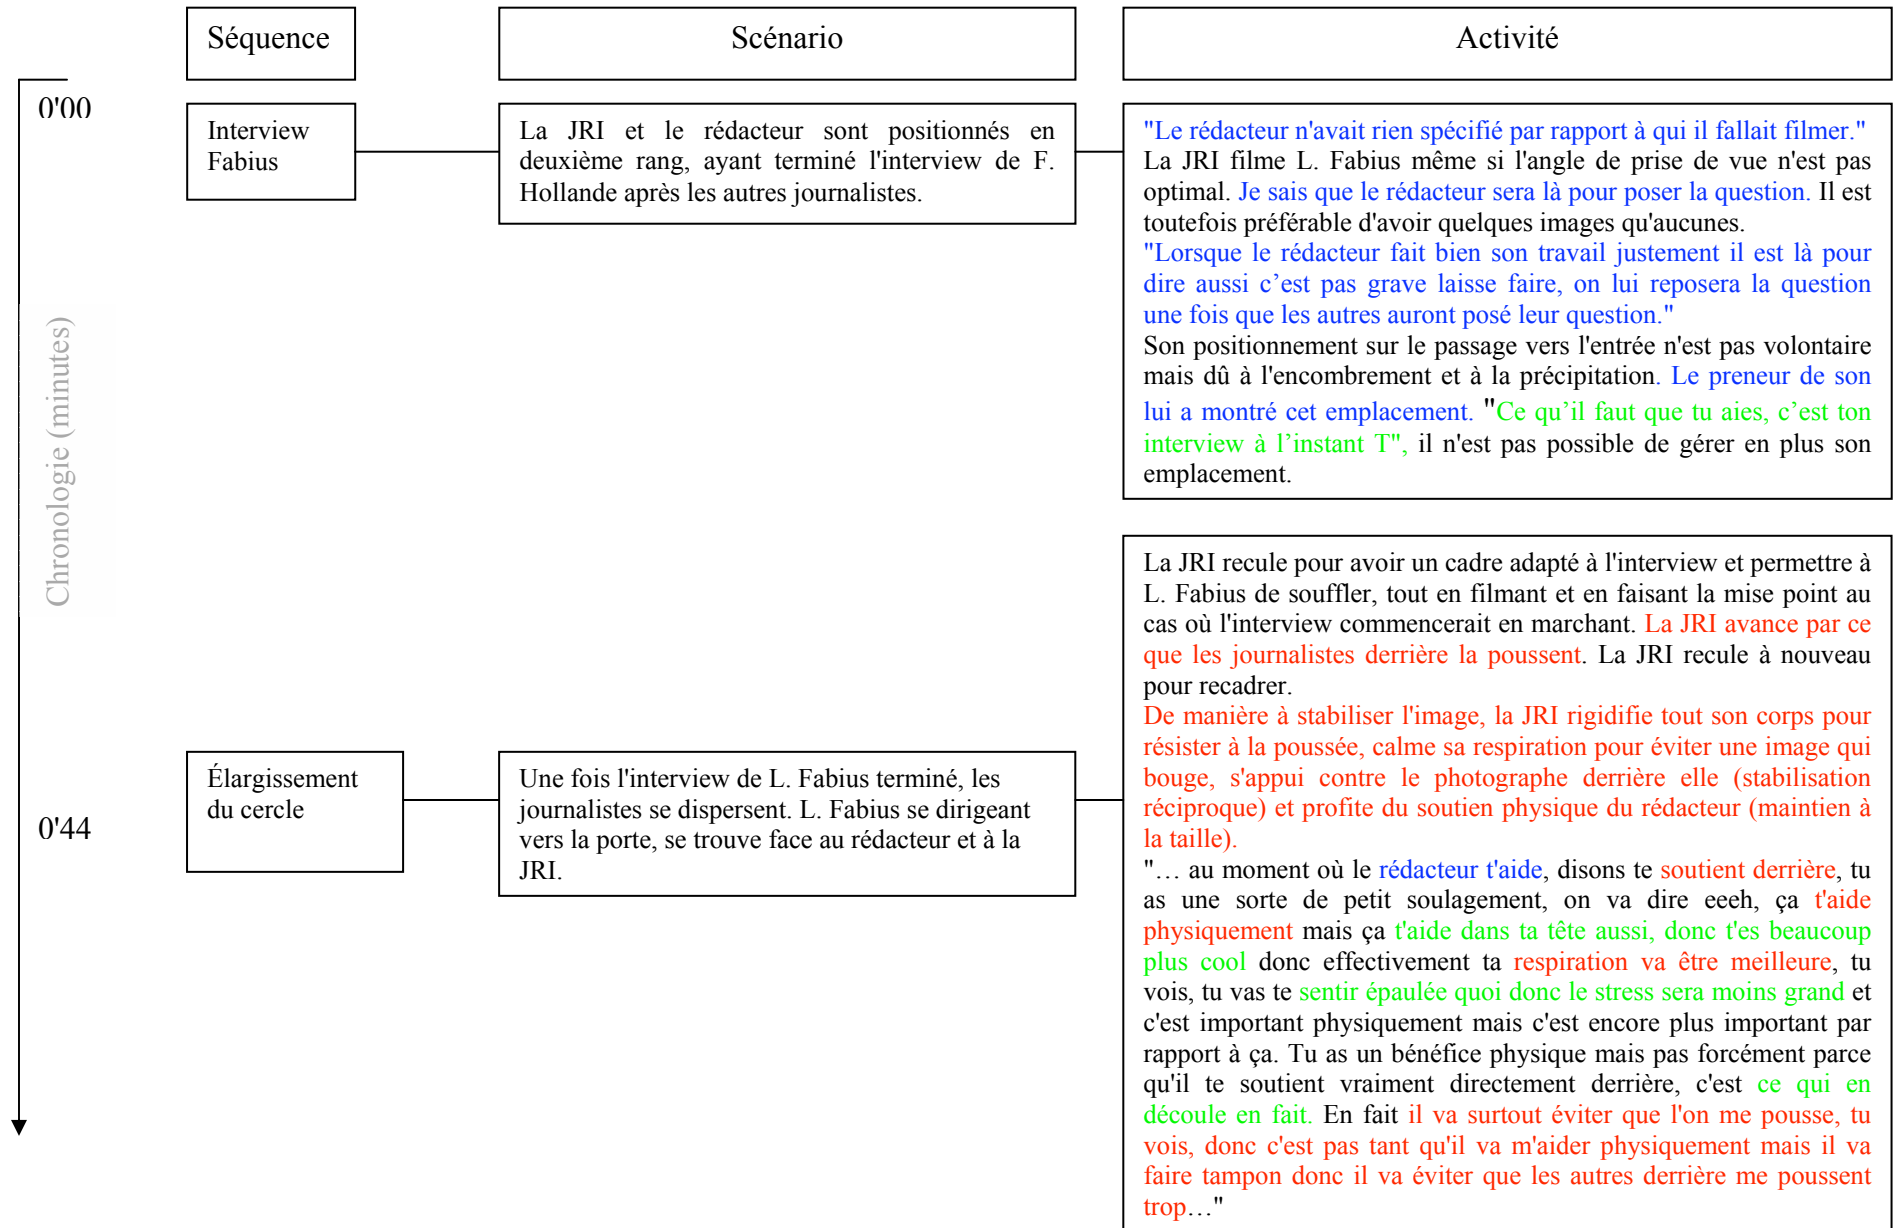 Séquence
Scénario
Activité
0'00
Interview
Fabius
La JRI et le rédacteur sont positionnés en
deuxième rang, ayant terminé l'interview de F.
Hollande après les autres journalistes.
"Le rédacteur n'avait rien spécifié par rapport à qui il fallait filmer."
La JRI filme L. Fabius même si l'angle de prise de vue n'est pas
optimal. Je sais que le rédacteur sera là pour poser la question. Il est
toutefois préférable d'avoir quelques images qu'aucunes.
"Lorsque le rédacteur fait bien son travail justement il est là pour
dire aussi c’est pas grave laisse faire, on lui reposera la question
une fois que les autres auront posé leur question."
Son positionnement sur le passage vers l'entrée n'est pas volontaire
mais dû à l'encombrement et à la précipitation. Le preneur de son
lui a montré cet emplacement. "Ce qu’il faut que tu aies, c’est ton
interview à l’instant T", il n'est pas possible de gérer en plus son
emplacement.
Chronologie (minutes)
0'44
Élargissement
du cercle
Une fois l'interview de L. Fabius terminé, les
journalistes se dispersent. L. Fabius se dirigeant
vers la porte, se trouve face au rédacteur et à la
JRI.
La JRI recule pour avoir un cadre adapté à l'interview et permettre à
L. Fabius de souffler, tout en filmant et en faisant la mise point au
cas où l'interview commencerait en marchant. La JRI avance par ce
que les journalistes derrière la poussent. La JRI recule à nouveau
pour recadrer.
De manière à stabiliser l'image, la JRI rigidifie tout son corps pour
résister à la poussée, calme sa respiration pour éviter une image qui
bouge, s'appui contre le photographe derrière elle (stabilisation
réciproque) et profite du soutien physique du rédacteur (maintien à
la taille).
"… au moment où le rédacteur t'aide, disons te soutient derrière, tu
as une sorte de petit soulagement, on va dire eeeh, ça t'aide
physiquement mais ça t'aide dans ta tête aussi, donc t'es beaucoup
plus cool donc effectivement ta respiration va être meilleure, tu
vois, tu vas te sentir épaulée quoi donc le stress sera moins grand et
c'est important physiquement mais c'est encore plus important par
rapport à ça. Tu as un bénéfice physique mais pas forcément parce
qu'il te soutient vraiment directement derrière, c'est ce qui en
découle en fait. En fait il va surtout éviter que l'on me pousse, tu
vois, donc c'est pas tant qu'il va m'aider physiquement mais il va
faire tampon donc il va éviter que les autres derrière me poussent
trop…"